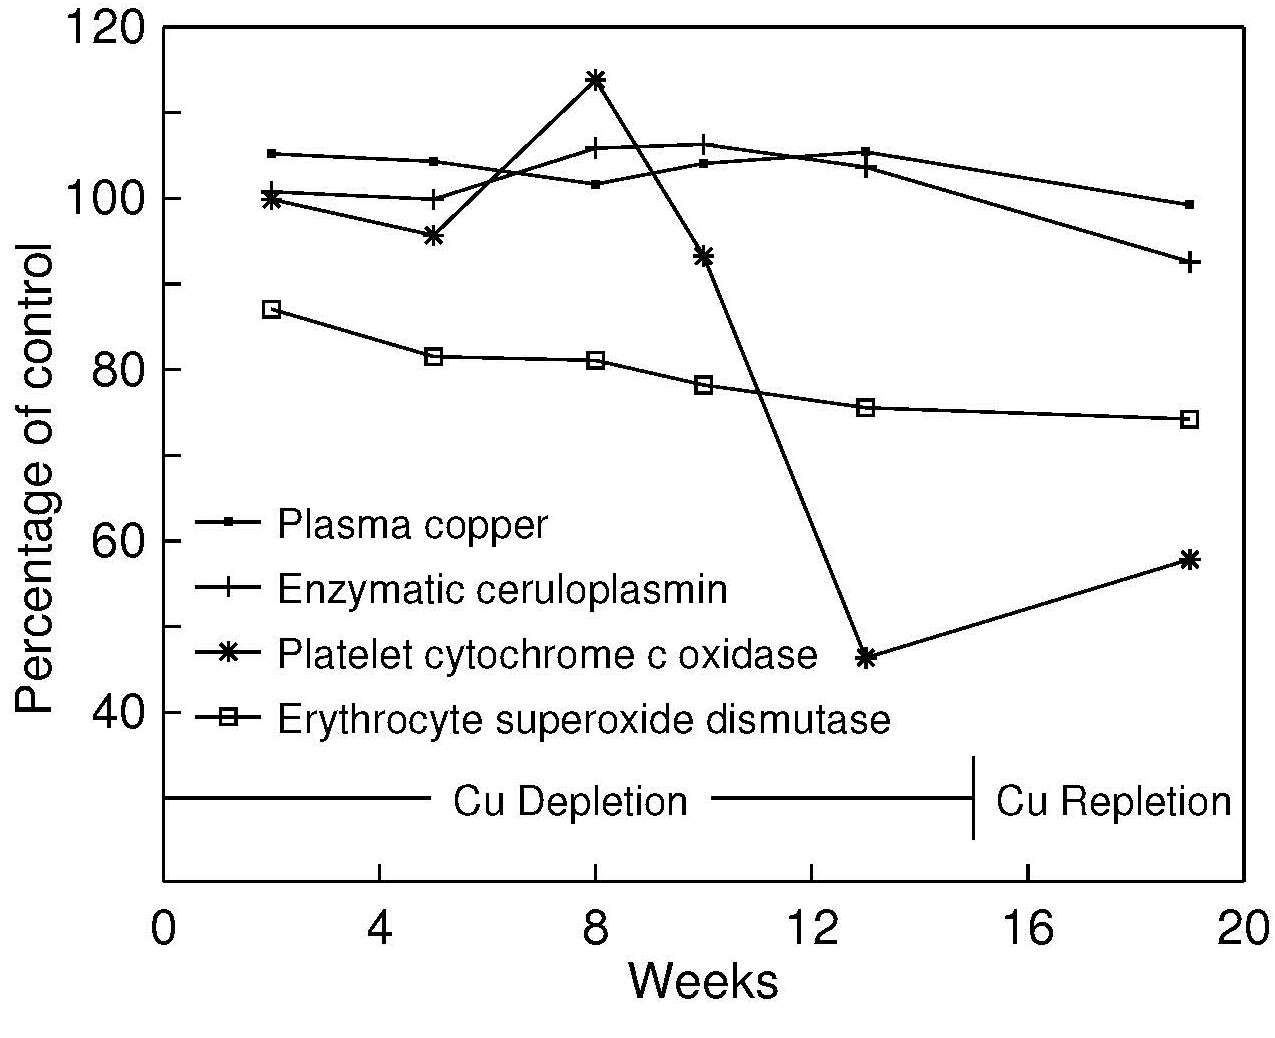 120
100
80
60
40
Percentage of control
Plasma copper
Enzymatic ceruloplasmin
Platelet cytochrome c oxidase
Erythrocyte superoxide dismutase
Cu Depletion
Cu Repletion
0 4 8 12 16 20
Weeks